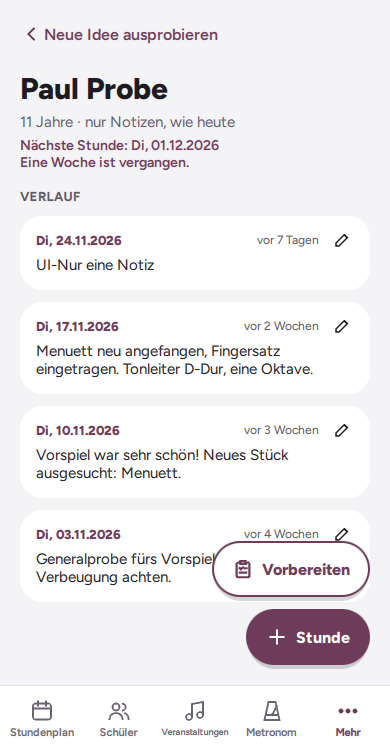 Neue Idee ausprobieren
Paul Probe
11 Jahre · nur Notizen, wie heute
Nächste Stunde: Di, 01.12.2026
Eine Woche ist vergangen.
VERLAUF
Di, 24.11.2026 vor 7 Tagen
UI-Nur eine Notiz
Di, 17.11.2026 vor 2 Wochen
Menuett neu angefangen, Fingersatz
eingetragen. Tonleiter D-Dur, eine Oktave.
Di, 10.11.2026 vor 3 Wochen
Vorspiel war sehr schön! Neues Stück
ausgesucht: Menuett.
Di, 03.11.2026 vor 4 Wochen
Generalprobe fürs Vorspiel
Verbeugung achten.
Vorbereiten
Stunde
Stundenplan Schüler Veranstaltungen Metronom Mehr